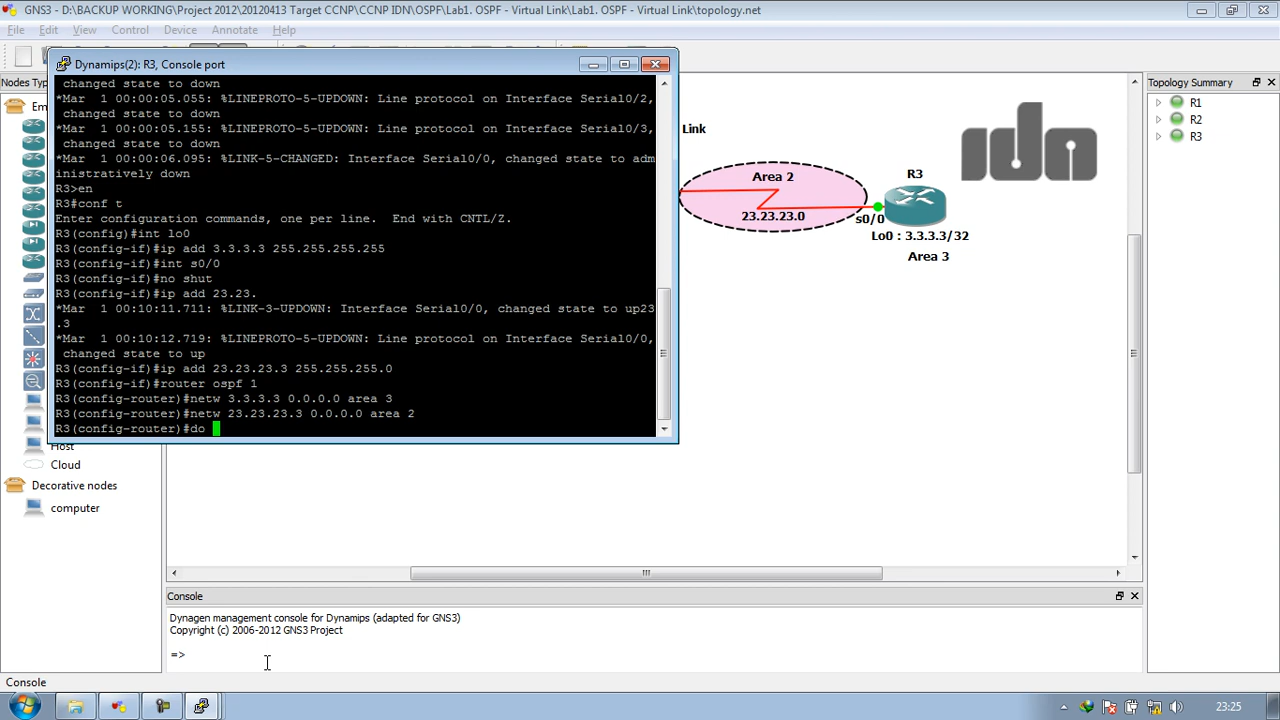 GNS3 - D:\BACKUP WORKING\Project 2012\20120413 Target CCNP\CCNP IDN\OSPF\Lab1. OSPF - Virtual Link\Lab1. OSPF - Virtual Link\topology.net
File Edit View Control Device Annotate Help
Nodes Typ
Em
Host
Cloud
Decorative nodes
computer
Dynamips(2): R3, Console port
changed state to down
*Mar  1 00:00:05.055: %LINEPROTO-5-UPDOWN: Line protocol on Interface Serial0/2,
changed state to down
*Mar  1 00:00:05.155: %LINEPROTO-5-UPDOWN: Line protocol on Interface Serial0/3,
changed state to down
*Mar  1 00:00:06.095: %LINK-5-CHANGED: Interface Serial0/0, changed state to adm
inistratively down
R3>en
R3#conf t
Enter configuration commands, one per line.  End with CNTL/Z.
R3(config)#int lo0
R3(config-if)#ip add 3.3.3.3 255.255.255.255
R3(config-if)#int s0/0
R3(config-if)#no shut
R3(config-if)#ip add 23.23.
*Mar  1 00:10:11.711: %LINK-3-UPDOWN: Interface Serial0/0, changed state to up23
.3
*Mar  1 00:10:12.719: %LINEPROTO-5-UPDOWN: Line protocol on Interface Serial0/0,
changed state to up
R3(config-if)#ip add 23.23.23.3 255.255.255.0
R3(config-if)#router ospf 1
R3(config-router)#netw 3.3.3.3 0.0.0.0 area 3
R3(config-router)#netw 23.23.23.3 0.0.0.0 area 2
R3(config-router)#do
Link
Area 2
23.23.23.0
R3
s0/0
Lo0 : 3.3.3.3/32
Area 3
idn
Topology Summary
R1
R2
R3
Console
Dynagen management console for Dynamips (adapted for GNS3)
Copyright (c) 2006-2012 GNS3 Project
=>
Console
23:25